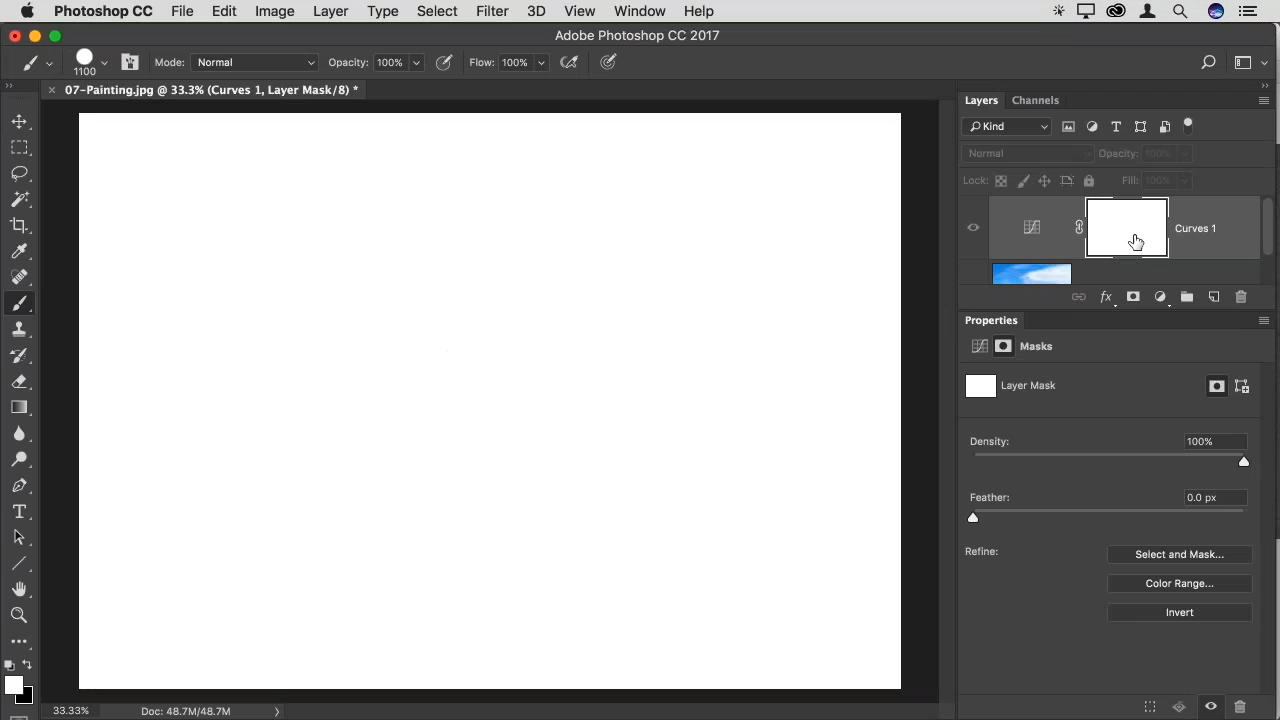 Photoshop CC File Edit Image Layer Type Select Filter 3D View Window Help
Adobe Photoshop CC 2017
1100 Mode: Normal Opacity: 100% Flow: 100%
07-Painting.jpg @ 33.3% (Curves 1, Layer Mask/8) *
Layers Channels
Kind
Normal Opacity: 100%
Lock: Fill: 100%
Curves 1
fx
Properties
Masks
Layer Mask
Density: 100%
Feather: 0.0 px
Refine: Select and Mask...
Color Range...
Invert
33.33% Doc: 48.7M/48.7M